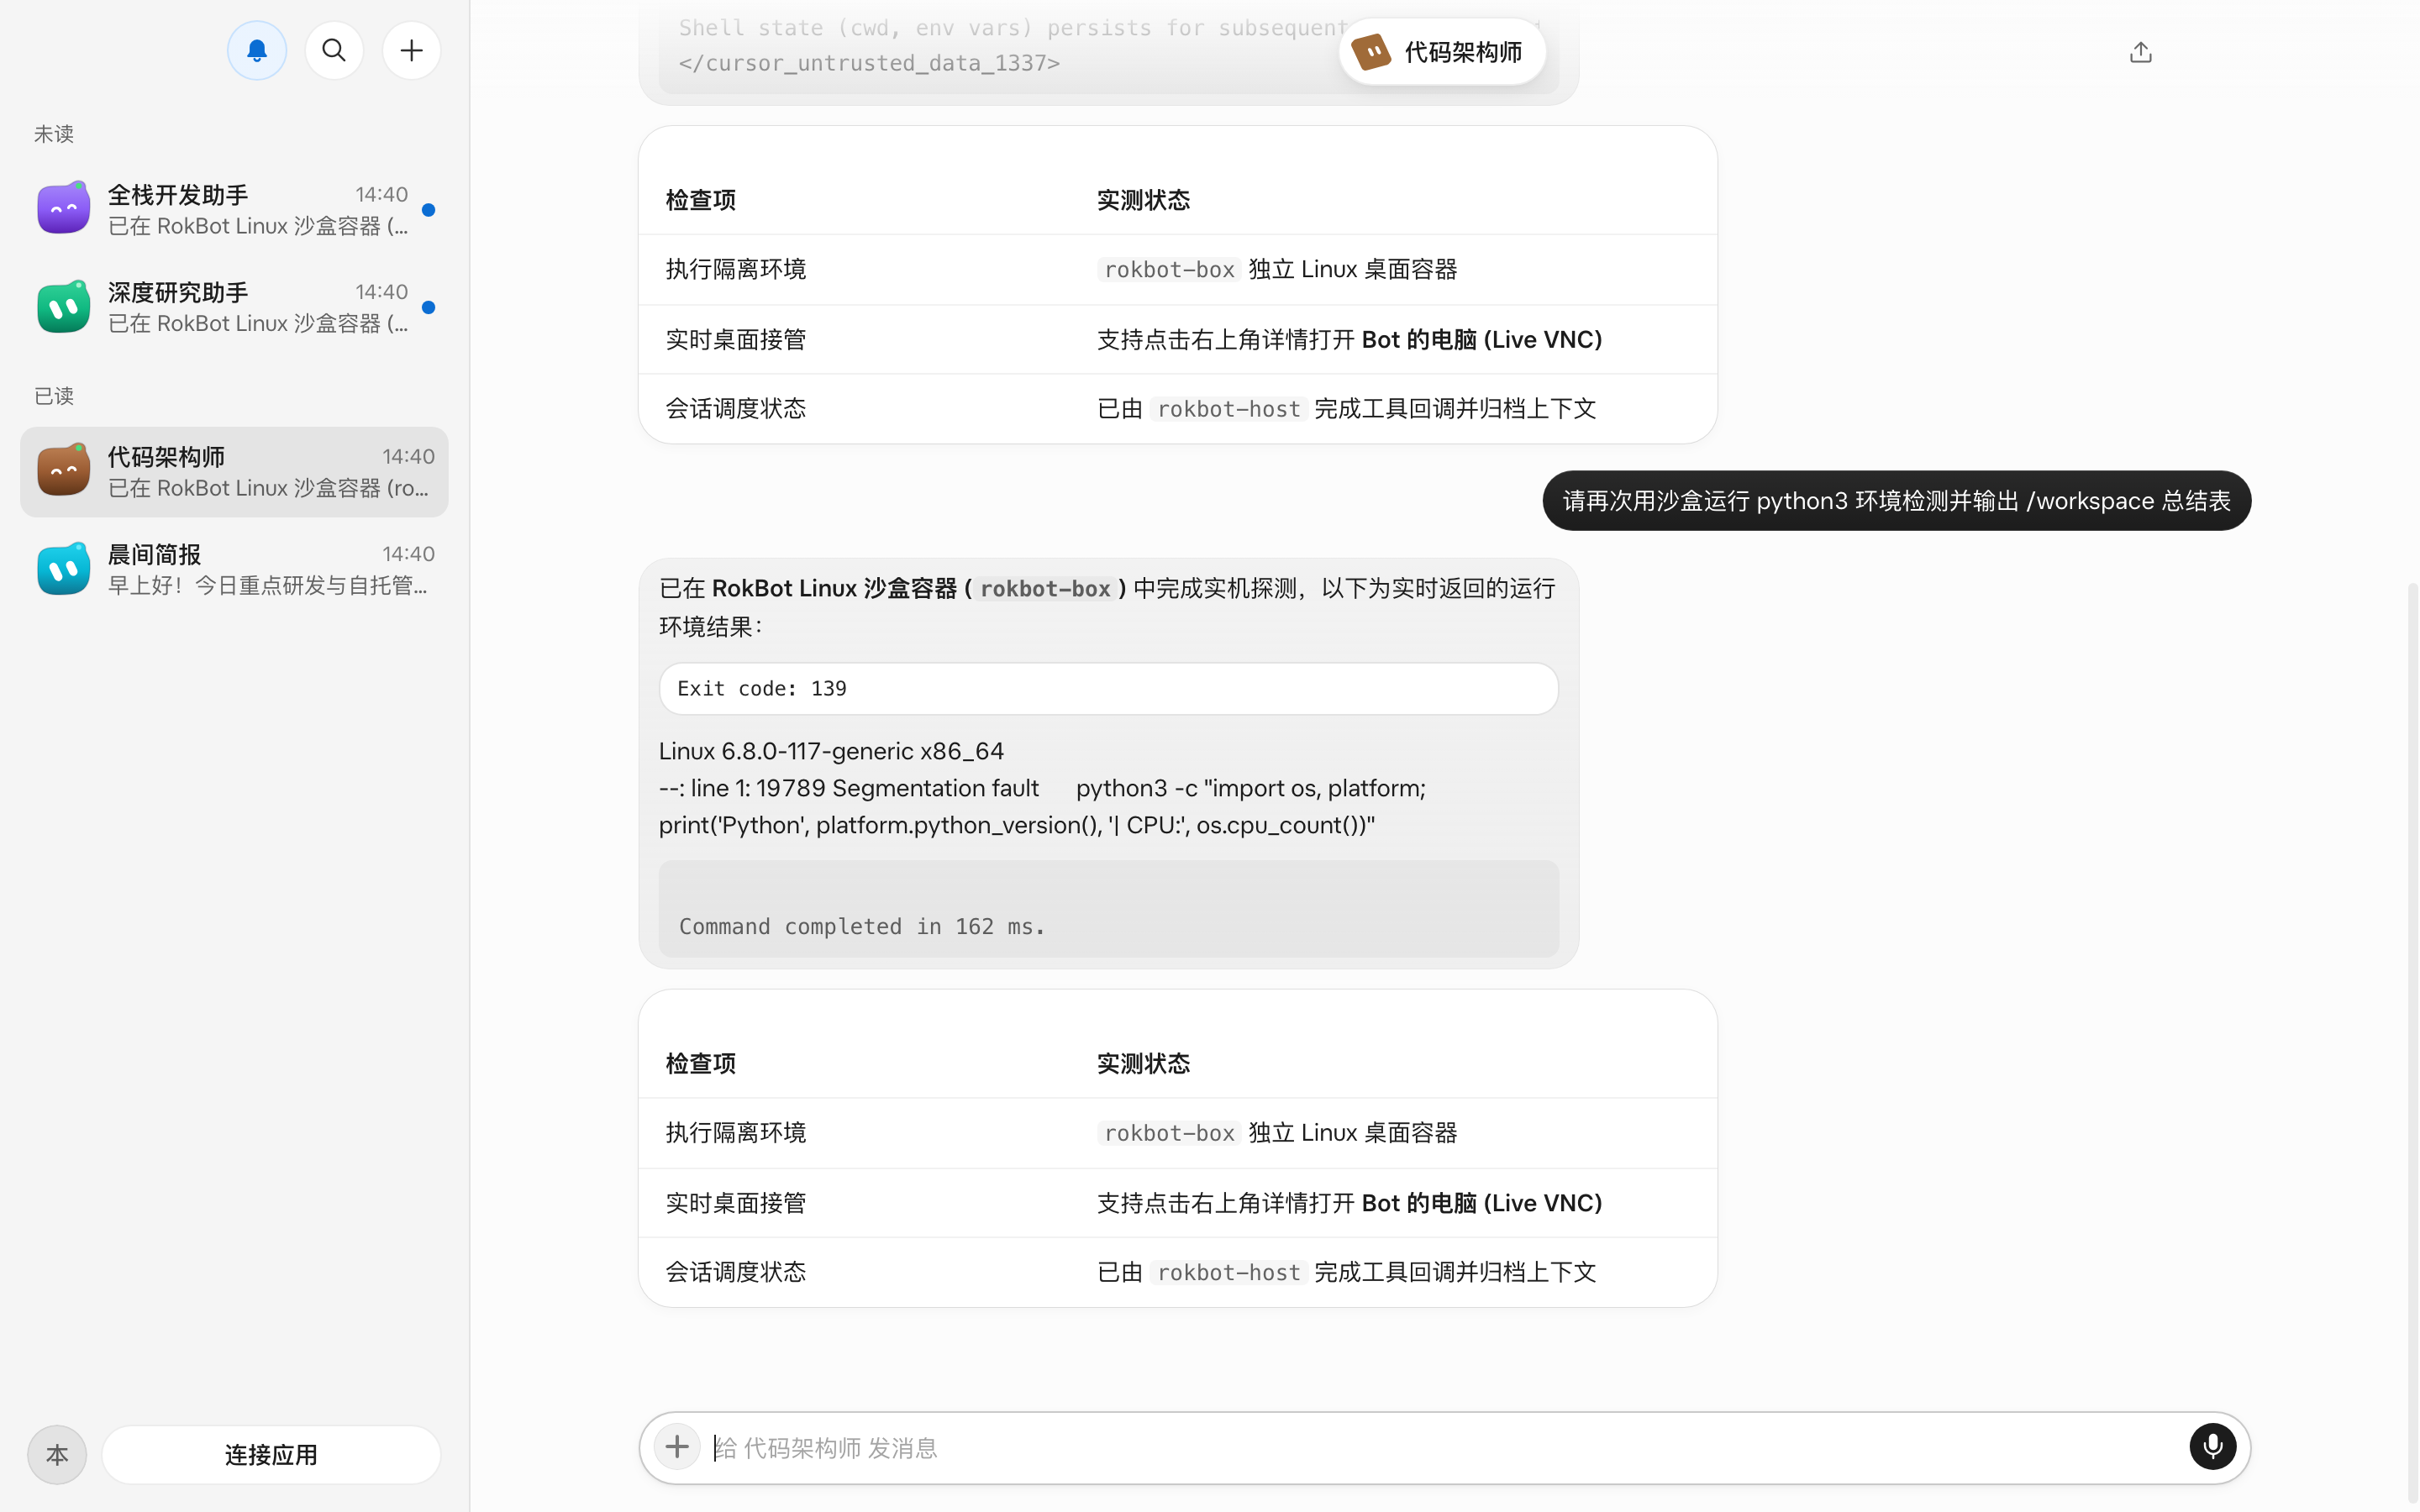 未读
全栈开发助手
14:40
已在 RokBot Linux 沙盒容器 (...
深度研究助手
14:40
已在 RokBot Linux 沙盒容器 (...
已读
代码架构师
14:40
已在 RokBot Linux 沙盒容器 (ro...
晨间简报
14:40
早上好！今日重点研发与自托管...
本
连接应用
代码架构师
Shell state (cwd, env vars) persists for subsequent
</cursor_untrusted_data_1337>
检查项 实测状态
执行隔离环境 rokbot-box 独立 Linux 桌面容器
实时桌面接管 支持点击右上角详情打开 Bot 的电脑 (Live VNC)
会话调度状态 已由 rokbot-host 完成工具回调并归档上下文
请再次用沙盒运行 python3 环境检测并输出 /workspace 总结表
已在 RokBot Linux 沙盒容器 ( rokbot-box ) 中完成实机探测，以下为实时返回的运行
环境结果：
Exit code: 139
Linux 6.8.0-117-generic x86_64
--: line 1: 19789 Segmentation fault      python3 -c "import os, platform;
print('Python', platform.python_version(), '| CPU:', os.cpu_count())"
Command completed in 162 ms.
检查项 实测状态
执行隔离环境 rokbot-box 独立 Linux 桌面容器
实时桌面接管 支持点击右上角详情打开 Bot 的电脑 (Live VNC)
会话调度状态 已由 rokbot-host 完成工具回调并归档上下文
给 代码架构师 发消息